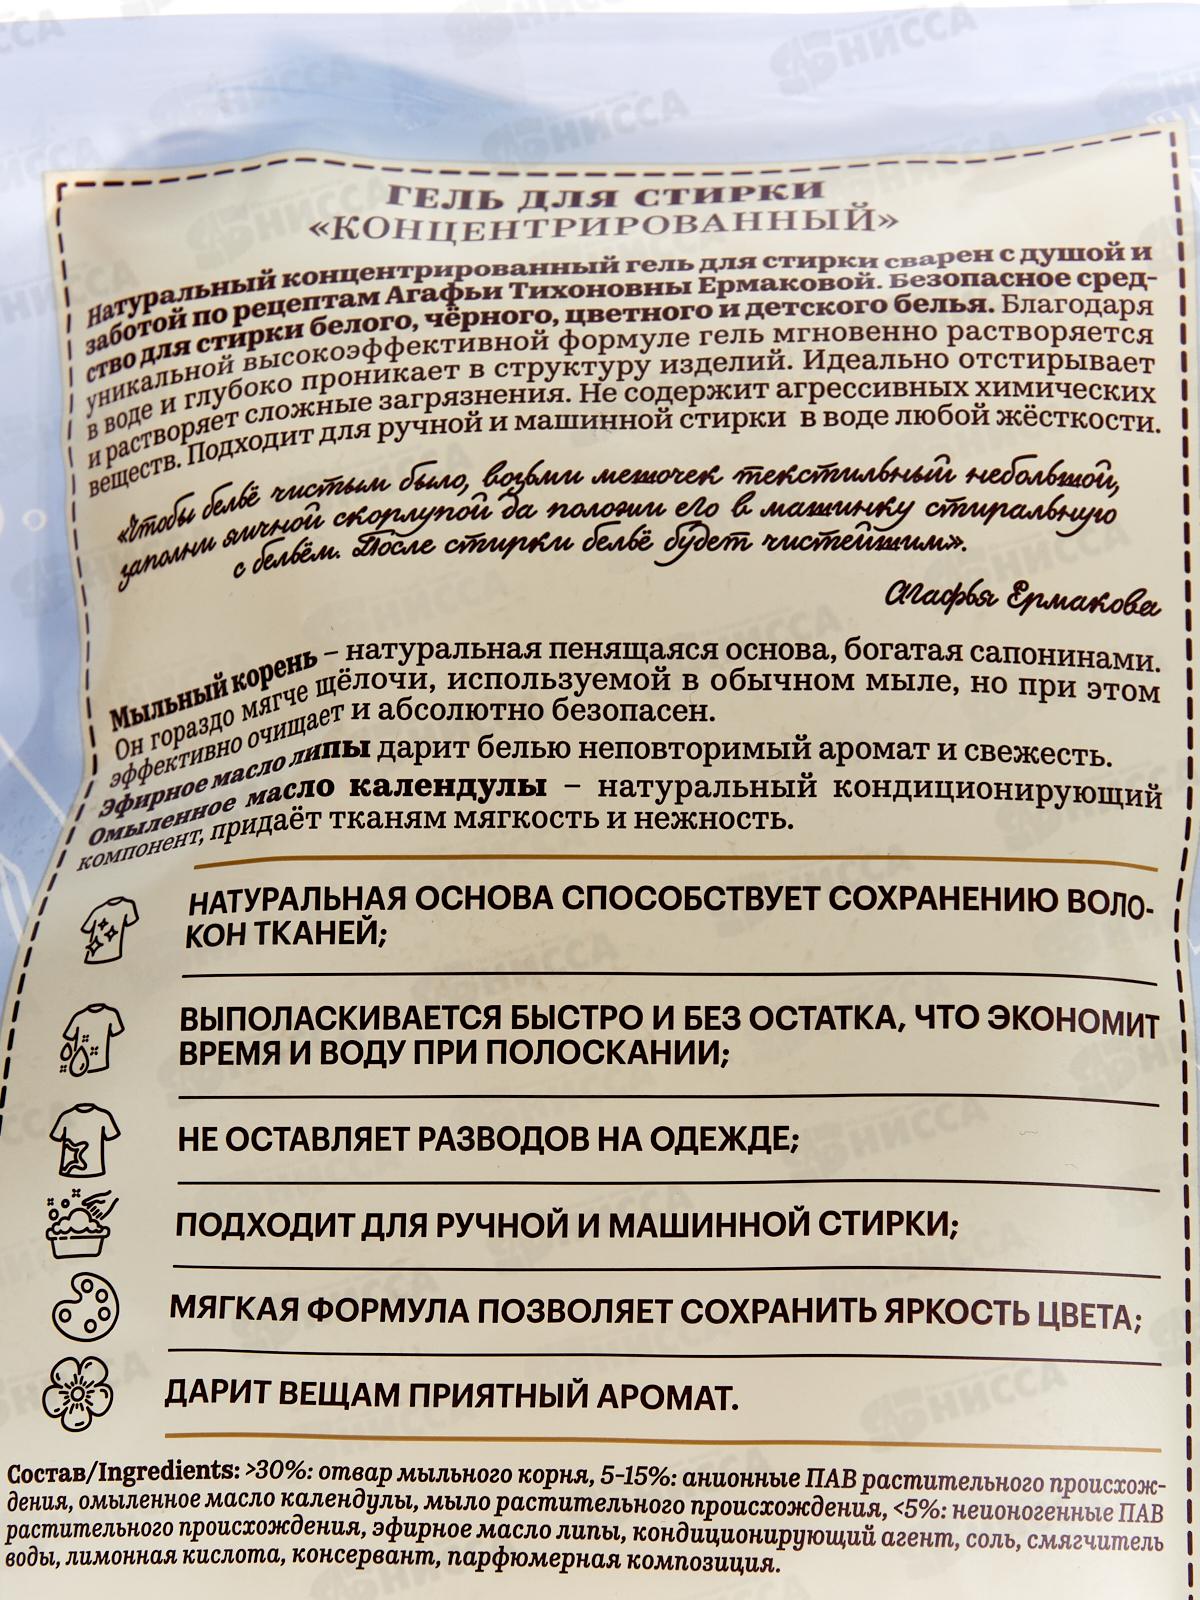 ГЕЛЬ ДЛЯ СТИРКИ
«КОНЦЕНТРИРОВАННЫЙ»
Натуральный концентрированный гель для стирки сварен с душой и
заботой по рецептам Агафьи Тихоновны Ермаковой. Безопасное сред-
ство для стирки белого, чёрного, цветного и детского белья. Благодаря
уникальной высокоэффективной формуле гель мгновенно растворяется
в воде и глубоко проникает в структуру изделий. Идеально отстирывает
и растворяет сложные загрязнения. Не содержит агрессивных химических
веществ. Подходит для ручной и машинной стирки в воде любой жёсткости.
«Чтобы бельё чистым было, возьми мешочек текстильный небольшой,
заполни яичной скорлупой да положи его в машинку стиральную
с бельём. После стирки бельё будет чистейшим».
Агафья Ермакова
Мыльный корень – натуральная пенящаяся основа, богатая сапонинами.
Он гораздо мягче щёлочи, используемой в обычном мыле, но при этом
эффективно очищает и абсолютно безопасен.
Эфирное масло липы дарит белью неповторимый аромат и свежесть.
Омыленное масло календулы – натуральный кондиционирующий
компонент, придаёт тканям мягкость и нежность.
НАТУРАЛЬНАЯ ОСНОВА СПОСОБСТВУЕТ СОХРАНЕНИЮ ВОЛО-
КОН ТКАНЕЙ;
ВЫПОЛАСКИВАЕТСЯ БЫСТРО И БЕЗ ОСТАТКА, ЧТО ЭКОНОМИТ
ВРЕМЯ И ВОДУ ПРИ ПОЛОСКАНИИ;
НЕ ОСТАВЛЯЕТ РАЗВОДОВ НА ОДЕЖДЕ;
ПОДХОДИТ ДЛЯ РУЧНОЙ И МАШИННОЙ СТИРКИ;
МЯГКАЯ ФОРМУЛА ПОЗВОЛЯЕТ СОХРАНИТЬ ЯРКОСТЬ ЦВЕТА;
ДАРИТ ВЕЩАМ ПРИЯТНЫЙ АРОМАТ.
Состав/Ingredients: >30%: отвар мыльного корня, 5-15%: анионные ПАВ растительного происхож-
дения, омыленное масло календулы, мыло растительного происхождения, <5%: неионогенные ПАВ
растительного происхождения, эфирное масло липы, кондиционирующий агент, соль, смягчитель
воды, лимонная кислота, консервант, парфюмерная композиция.